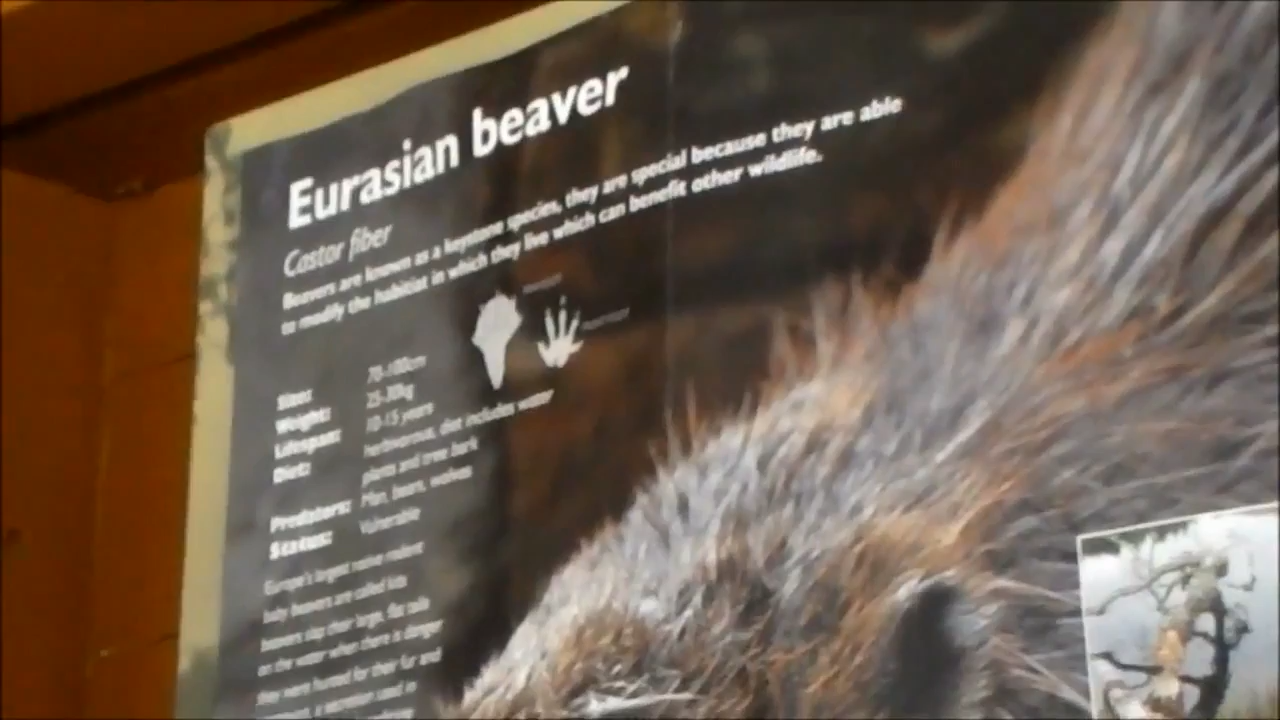 Eurasian beaver
Castor fiber
Beavers are known as a keystone species, they are special because they are able
to modify the habitiat in which they live which can benefit other wildlife.
Size: 70-100cm
Weight: 25-30kg
Lifespan: 10-15 years
Diet: herbivorous, diet includes water
plants and tree bark
Predators: Man, bears, wolves
Status: Vulnerable
Europe's largest native rodent
baby beavers are called kits
beavers slap their large, flat tails
on the water when there is danger
they were hunted for their fur and
a secretion used in